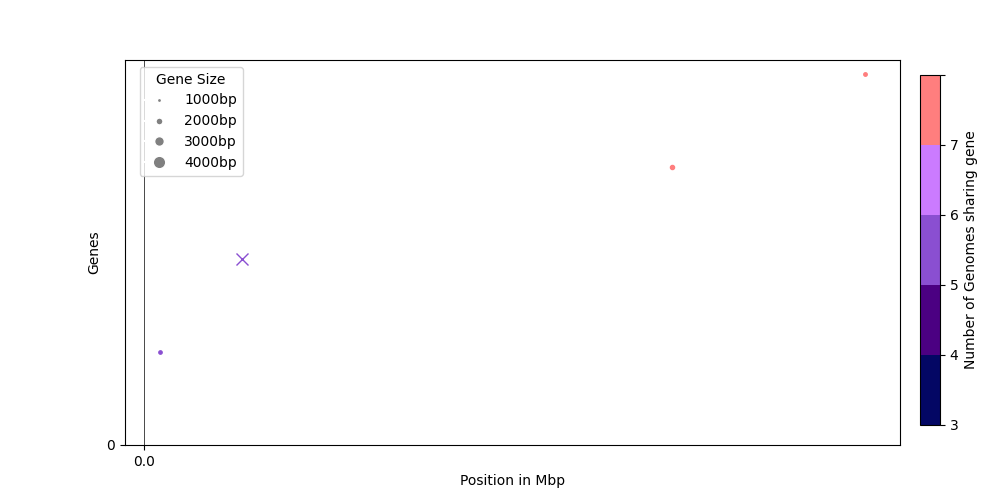 Gene Size
1000bp
2000bp
3000bp
4000bp
Genes
0
0.0
Position in Mbp
7
6
5
4
3
Number of Genomes sharing gene